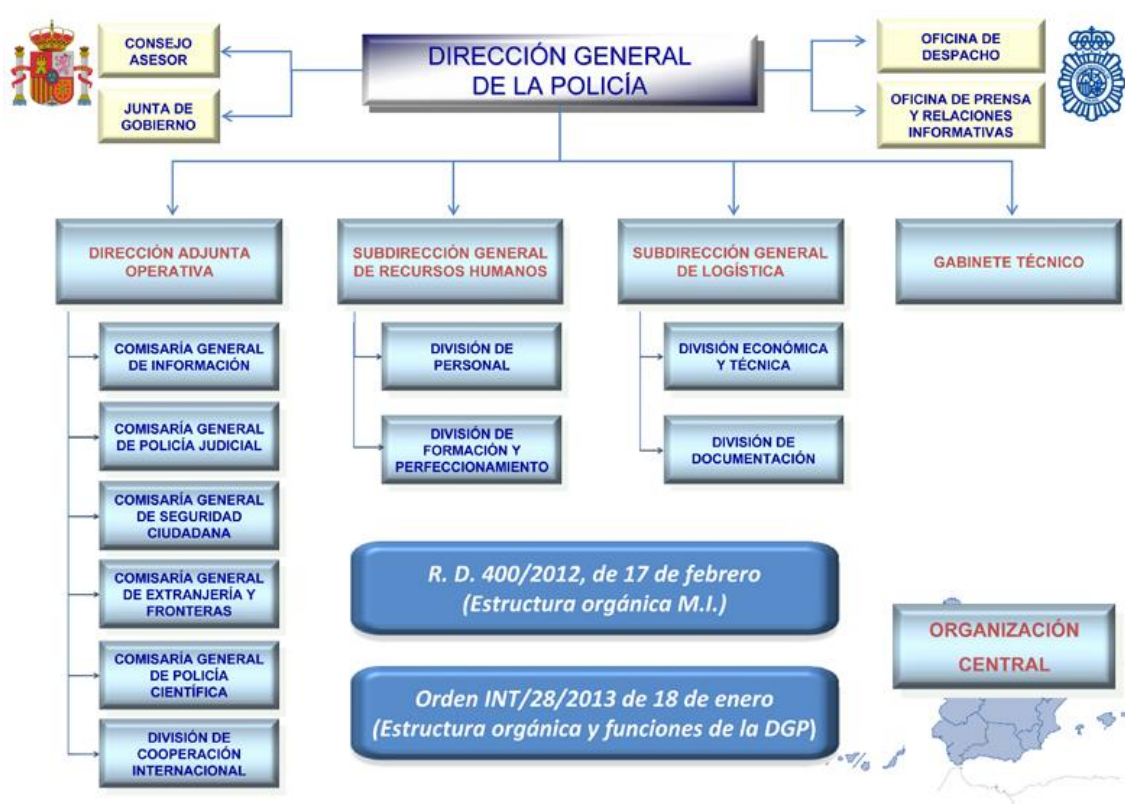 CONSEJO
ASESOR
JUNTA DE
GOBIERNO
DIRECCIÓN GENERAL
DE LA POLICÍA
OFICINA DE
DESPACHO
OFICINA DE PRENSA
Y RELACIONES
INFORMATIVAS
DIRECCIÓN ADJUNTA
OPERATIVA
SUBDIRECCIÓN GENERAL
DE RECURSOS HUMANOS
SUBDIRECCIÓN GENERAL
DE LOGÍSTICA
GABINETE TÉCNICO
COMISARÍA GENERAL
DE INFORMACIÓN
COMISARÍA GENERAL
DE POLICÍA JUDICIAL
COMISARÍA GENERAL
DE SEGURIDAD
CIUDADANA
COMISARÍA GENERAL
DE EXTRANJERÍA Y
FRONTERAS
COMISARÍA GENERAL
DE POLICÍA
CIENTÍFICA
DIVISIÓN DE
COOPERACIÓN
INTERNACIONAL
DIVISIÓN DE
PERSONAL
DIVISIÓN DE
FORMACIÓN Y
PERFECCIONAMIENTO
DIVISIÓN ECONÓMICA
Y TÉCNICA
DIVISIÓN DE
DOCUMENTACIÓN
R. D. 400/2012, de 17 de febrero
(Estructura orgánica M.I.)
Orden INT/28/2013 de 18 de enero
(Estructura orgánica y funciones de la DGP)
ORGANIZACIÓN
CENTRAL